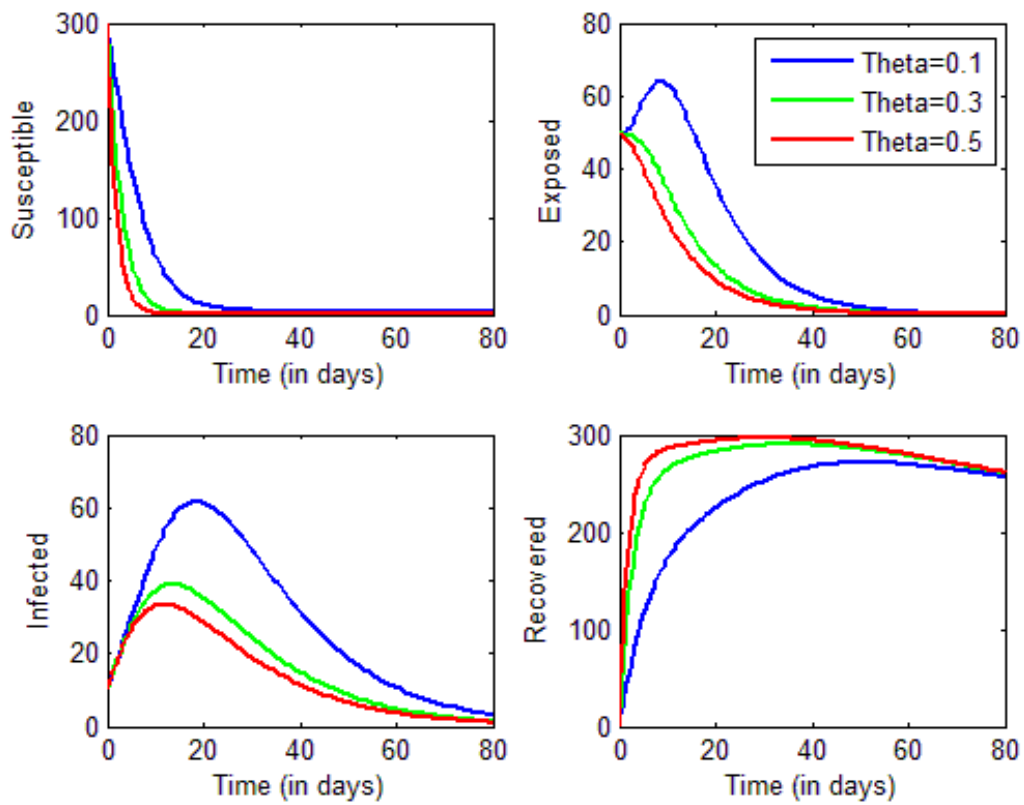 300
200
100
0
0 20 40 60 80
Susceptible
Time (in days)
80
60
40
20
0
0 20 40 60 80
Exposed
Time (in days)
Theta=0.1
Theta=0.3
Theta=0.5
80
60
40
20
0
0 20 40 60 80
Infected
Time (in days)
300
200
100
0
0 20 40 60 80
Recovered
Time (in days)